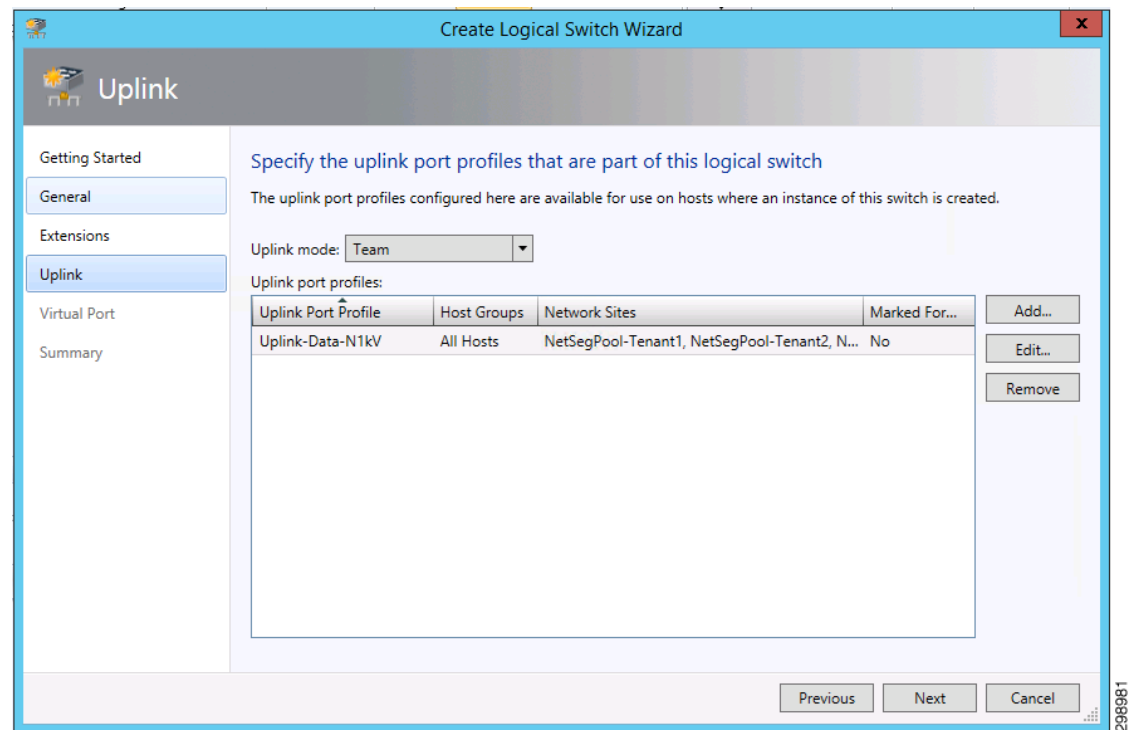 Create Logical Switch Wizard
x
Uplink
Getting Started
General
Extensions
Uplink
Virtual Port
Summary
Specify the uplink port profiles that are part of this logical switch
The uplink port profiles configured here are available for use on hosts where an instance of this switch is created.
Uplink mode: Team
Uplink port profiles:
Uplink Port Profile Host Groups Network Sites Marked For...
Uplink-Data-N1kV All Hosts NetSegPool-Tenant1, NetSegPool-Tenant2, N... No
Add...
Edit...
Remove
Previous Next Cancel
298981